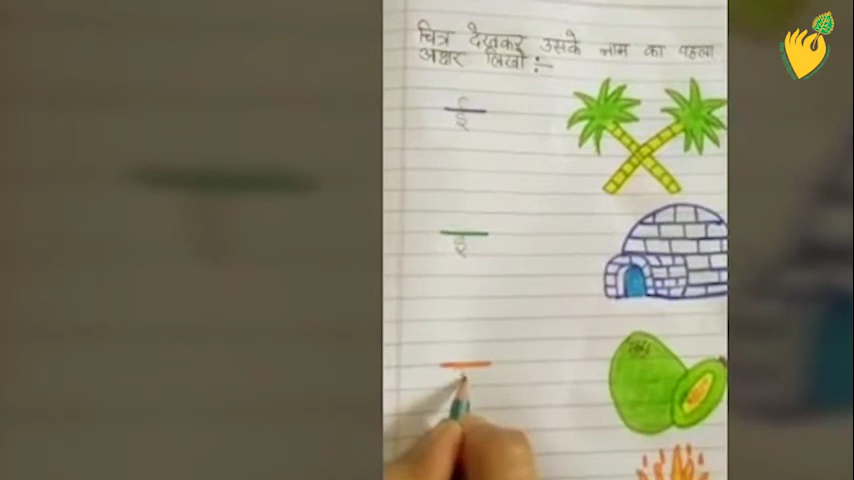 चित्र देखकर उसके नाम का पहला
अक्षर लिखो :-
ई
इ